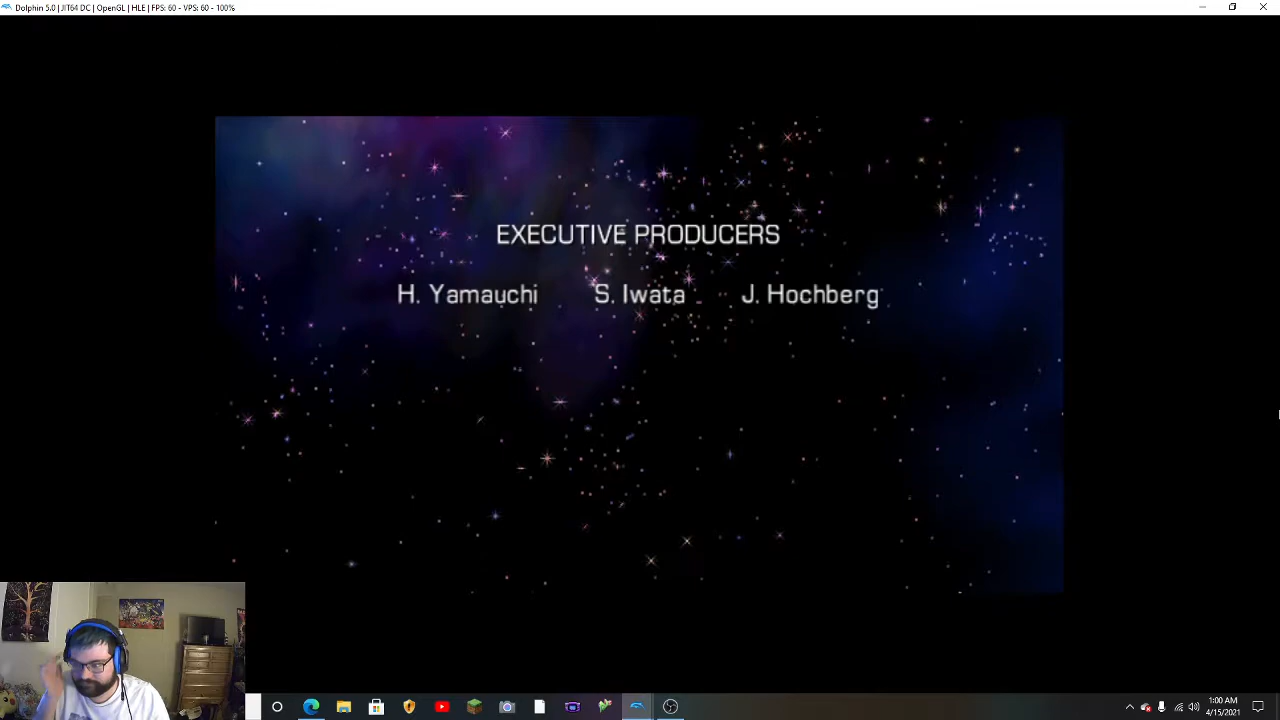 Dolphin 5.0 | JIT64 DC | OpenGL | HLE | FPS: 60 - VPS: 60 - 100%
EXECUTIVE PRODUCERS
H. Yamauchi S. Iwata J. Hochberg
1:00 AM
4/15/2021